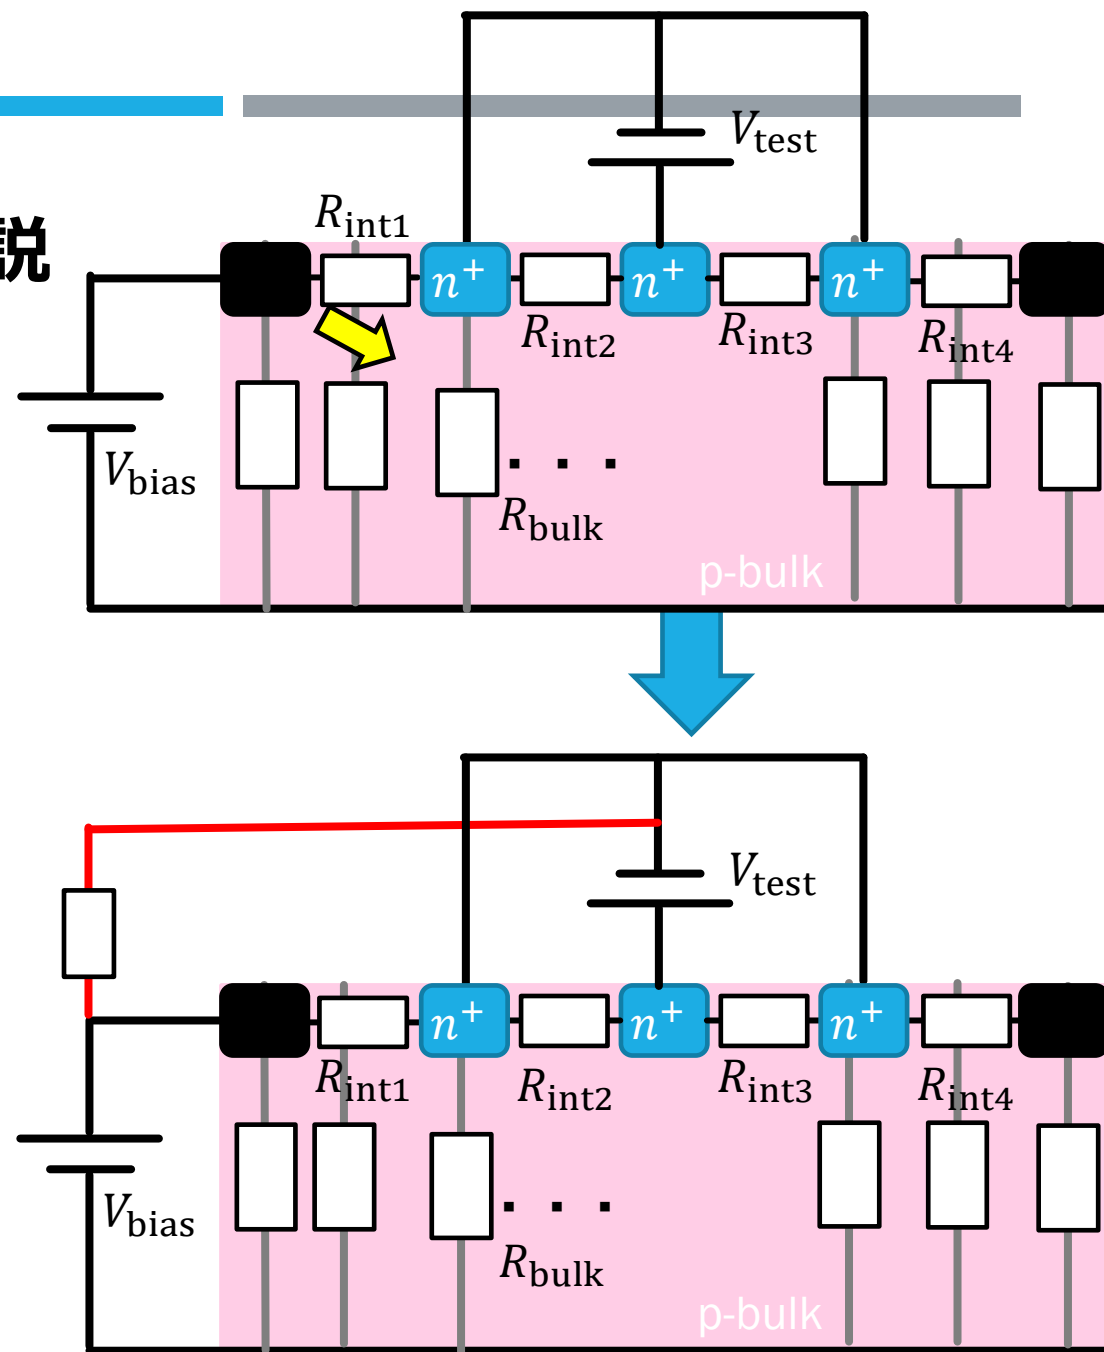 説
V_test
R_int1
n⁺ n⁺ n⁺
R_int2 R_int3 R_int4
V_bias
. . .
R_bulk
p-bulk
V_test
n⁺ n⁺ n⁺
R_int1 R_int2 R_int3 R_int4
V_bias
. . .
R_bulk
p-bulk